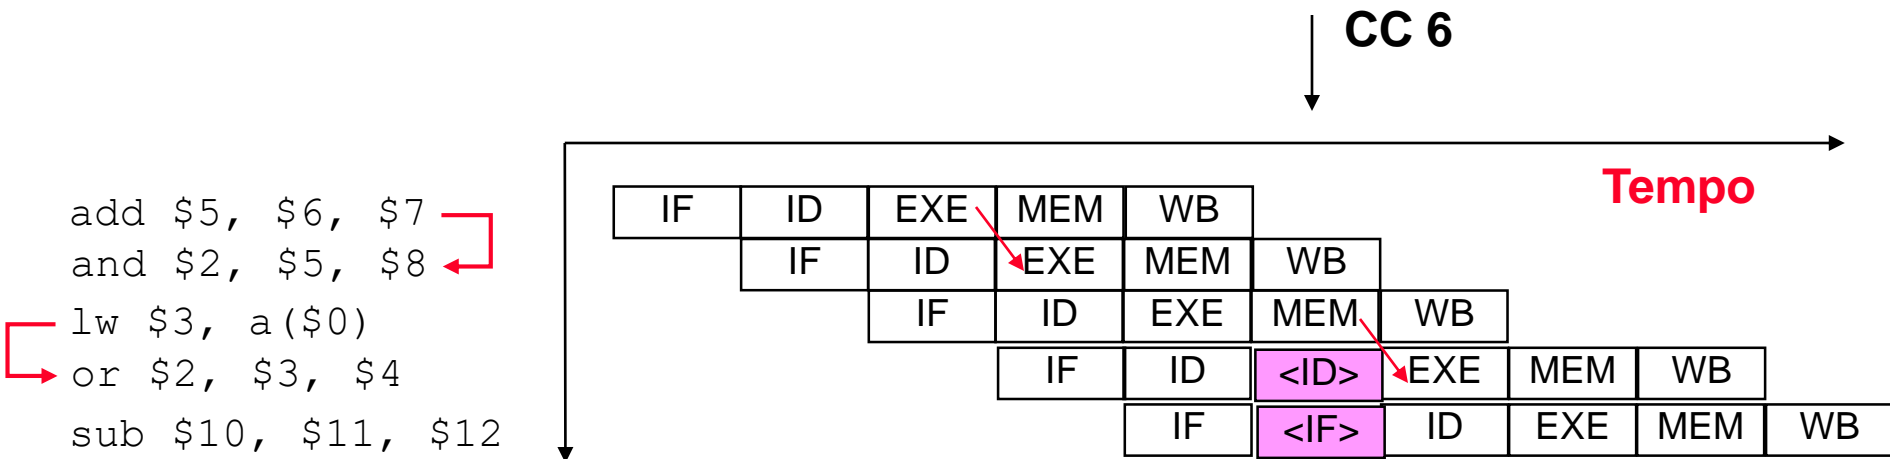 CC 6
Tempo
add $5, $6, $7 IF ID EXE MEM WB
and $2, $5, $8 IF ID EXE MEM WB
lw $3, a($0) IF ID EXE MEM WB
or $2, $3, $4 IF ID <ID> EXE MEM WB
sub $10, $11, $12 IF <IF> ID EXE MEM WB